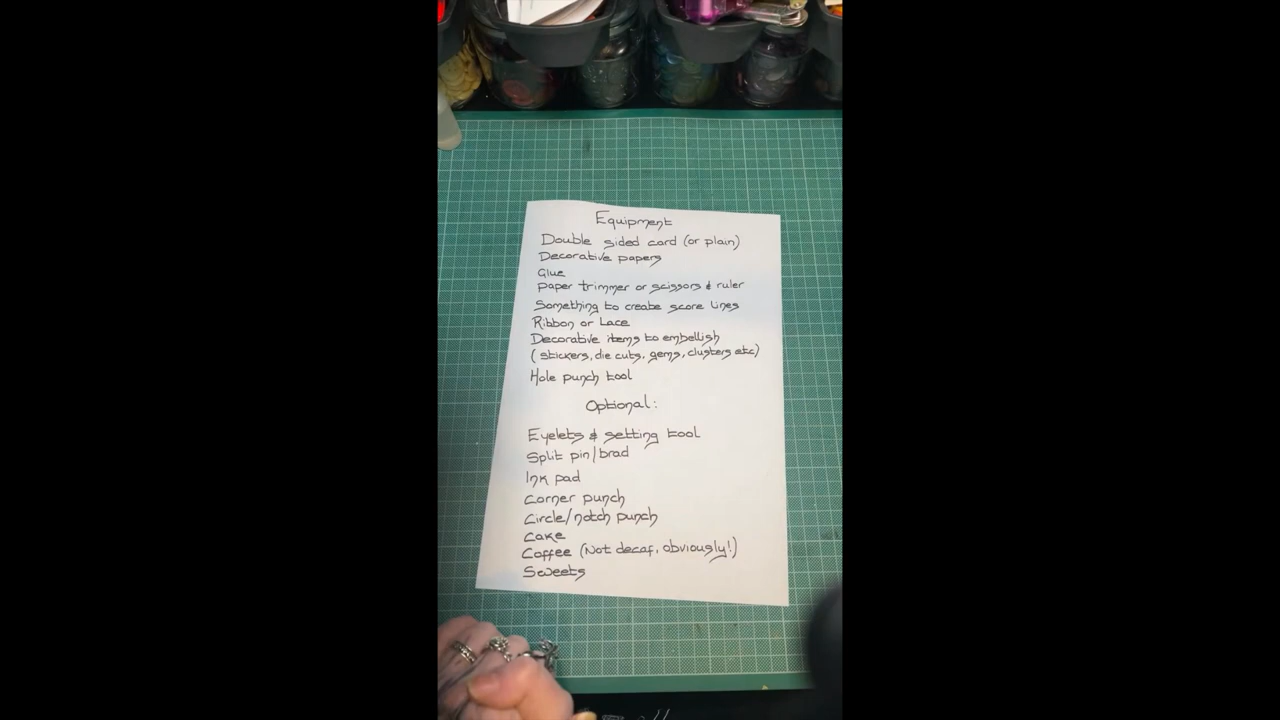 Equipment
Double sided card (or plain)
Decorative papers
Glue
paper trimmer or scissors & ruler
Something to create score lines
Ribbon or Lace
Decorative items to embellish
(stickers, die cuts, gems, clusters etc)
Hole punch tool
Optional:
Eyelets & setting tool
Split pin/brad
Ink pad
Corner punch
Circle/notch punch
Cake
Coffee (Not decaf, obviously!)
Sweets